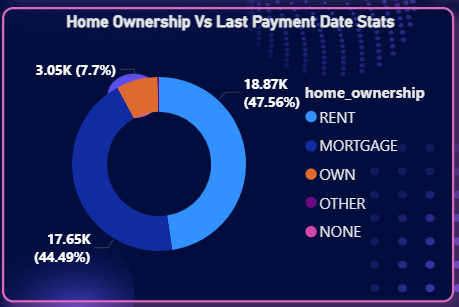 Home Ownership Vs Last Payment Date Stats
3.05K (7.7%)
18.87K
(47.56%)
17.65K
(44.49%)
home_ownership
RENT
MORTGAGE
OWN
OTHER
NONE